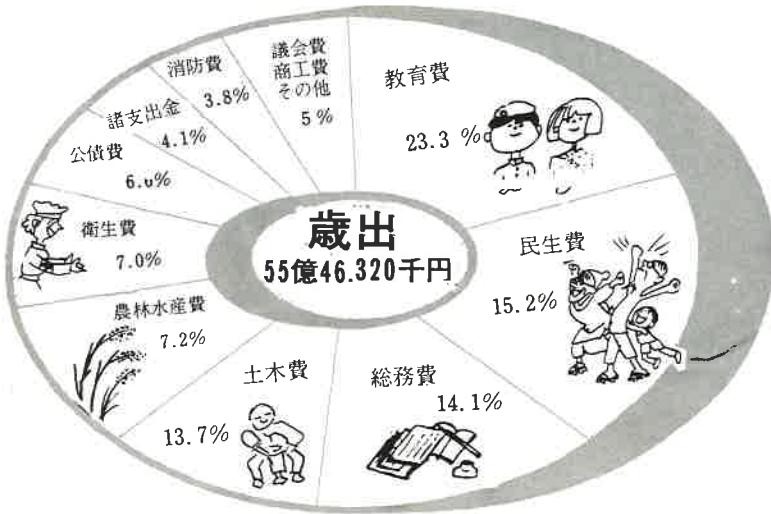 歳出
55億46.320千円
教育費
23.3 %
民生費
15.2%
総務費
14.1%
土木費
13.7%
農林水産費
7.2%
衛生費
7.0%
公債費
6.6%
諸支出金
4.1%
消防費
3.8%
議会費
商工費
その他
5 %